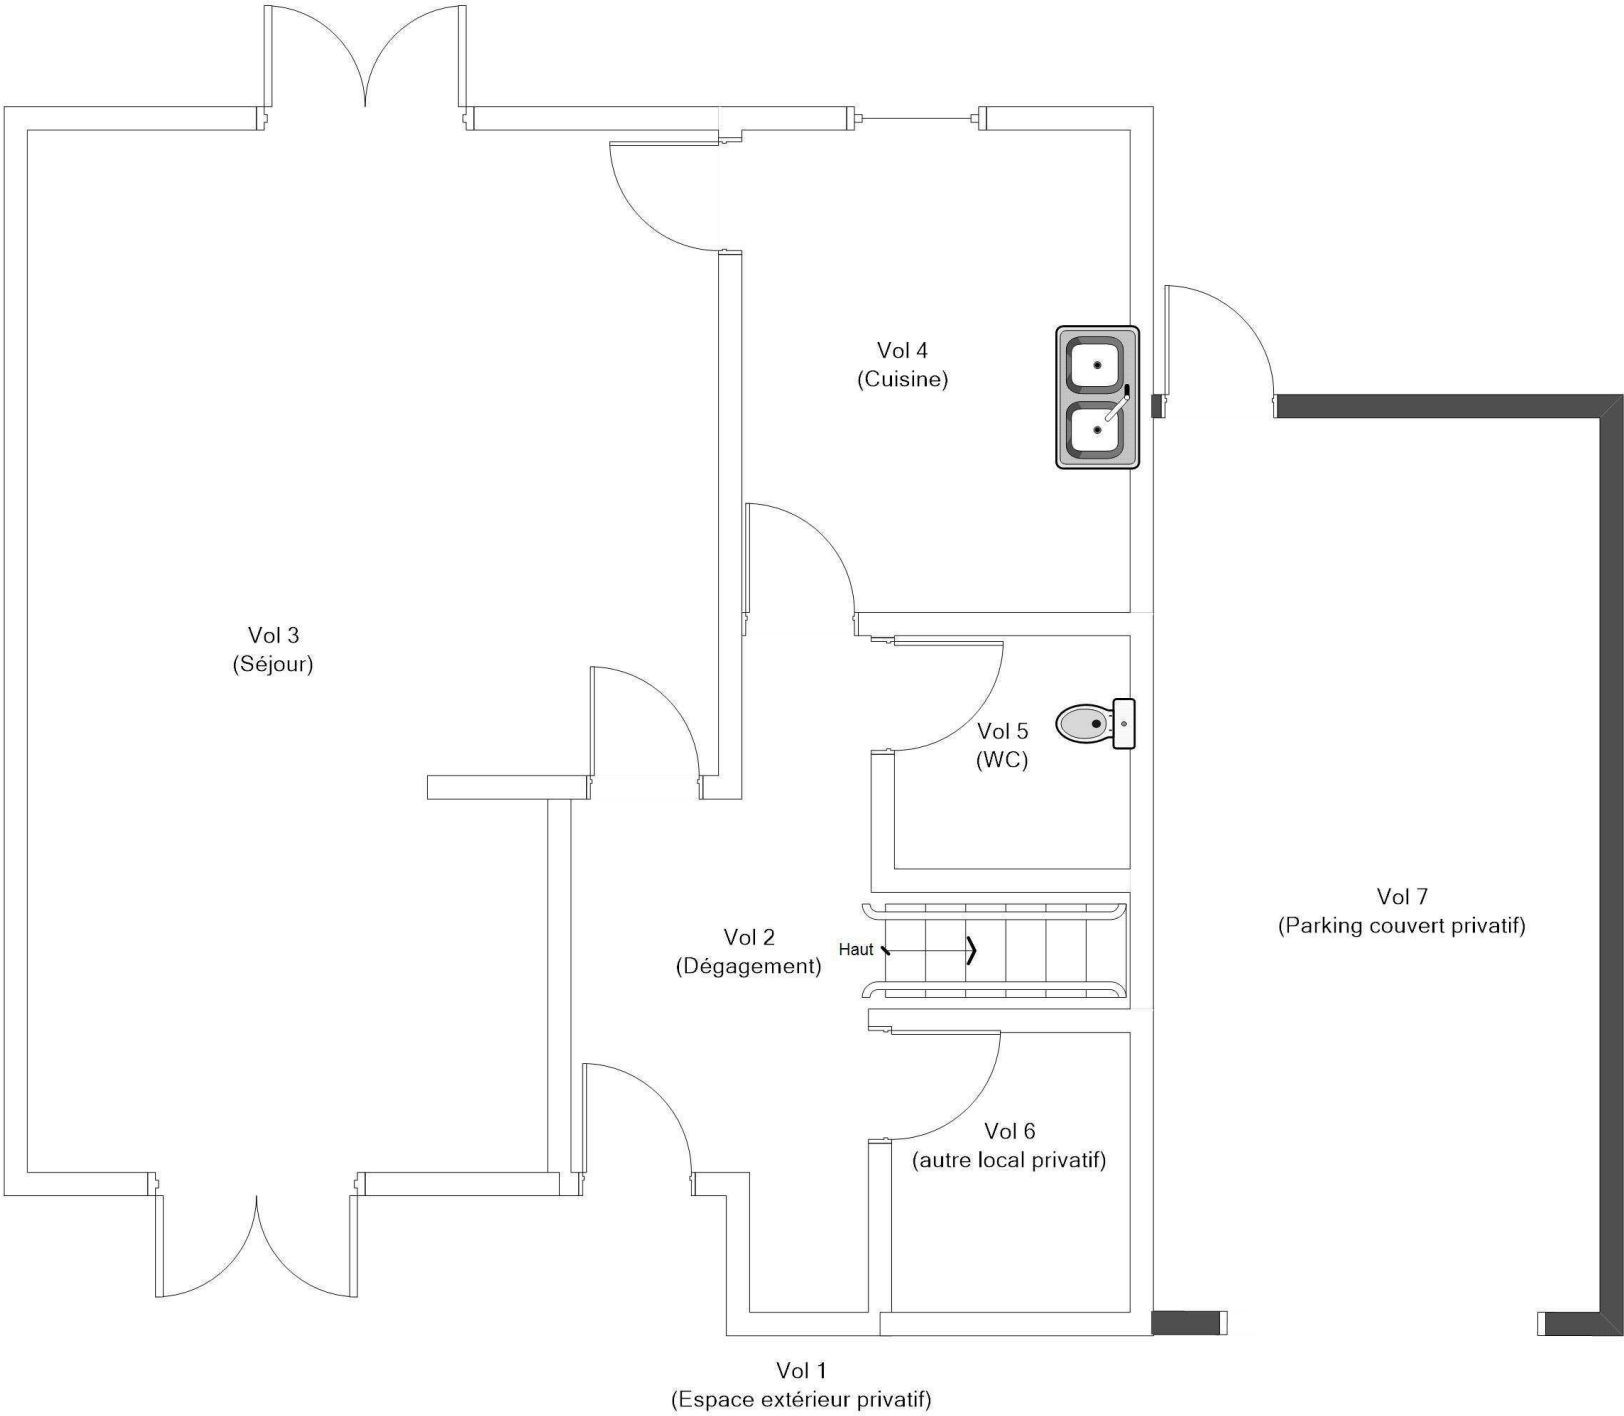 Vol 4
(Cuisine)
Vol 3
(Séjour)
Vol 5
(WC)
Vol 7
(Parking couvert privatif)
Vol 2
(Dégagement)
Haut
Vol 6
(autre local privatif)
Vol 1
(Espace extérieur privatif)